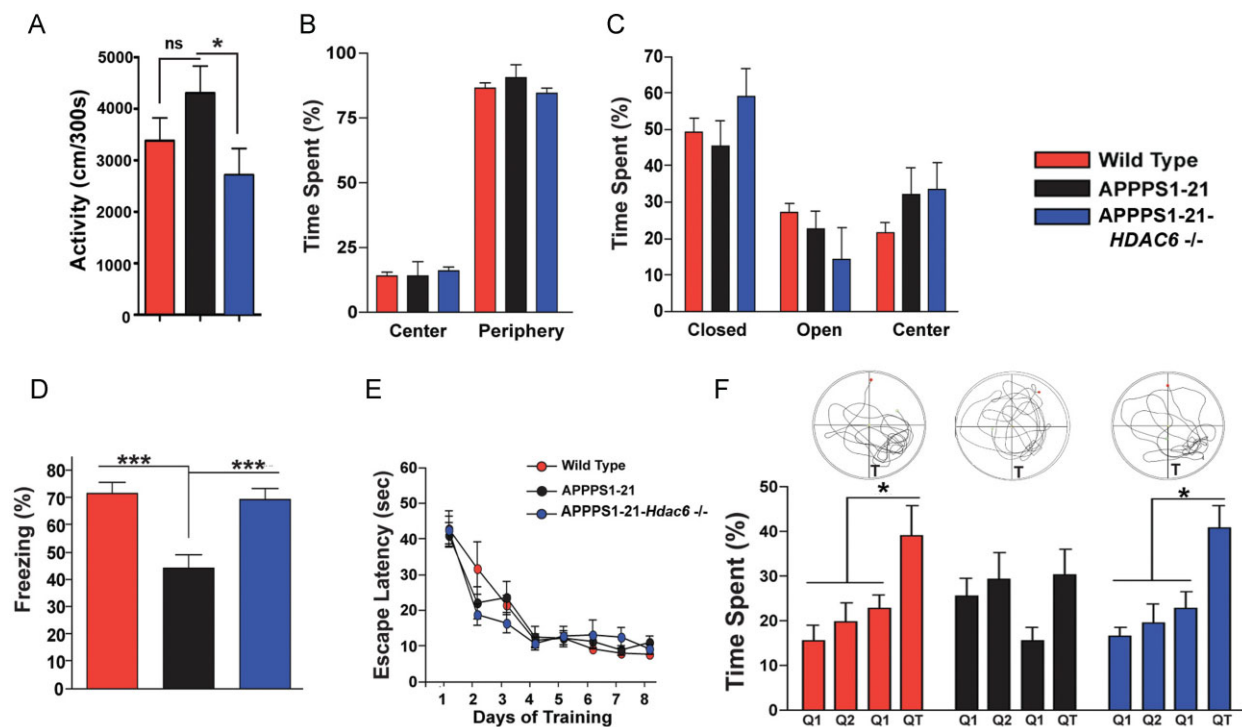 A
ns
*
5000
4000
3000
2000
1000
0
Activity (cm/300s)
B
100
75
50
25
0
Time Spent (%)
Center Periphery
C
70
60
50
40
30
20
10
0
Time Spent (%)
Closed Open Center
Wild Type
APPPS1-21
APPPS1-21-
HDAC6 -/-
D
*** ***
80
70
60
50
40
30
20
10
0
Freezing (%)
E
60
50
40
30
20
10
0
Escape Latency (sec)
Wild Type
APPPS1-21
APPPS1-21-Hdac6 -/-
1 2 3 4 5 6 7 8
Days of Training
F
T T T
* *
50
40
30
20
10
0
Time Spent (%)
Q1 Q2 Q1 QT Q1 Q2 Q1 QT Q1 Q2 Q1 QT